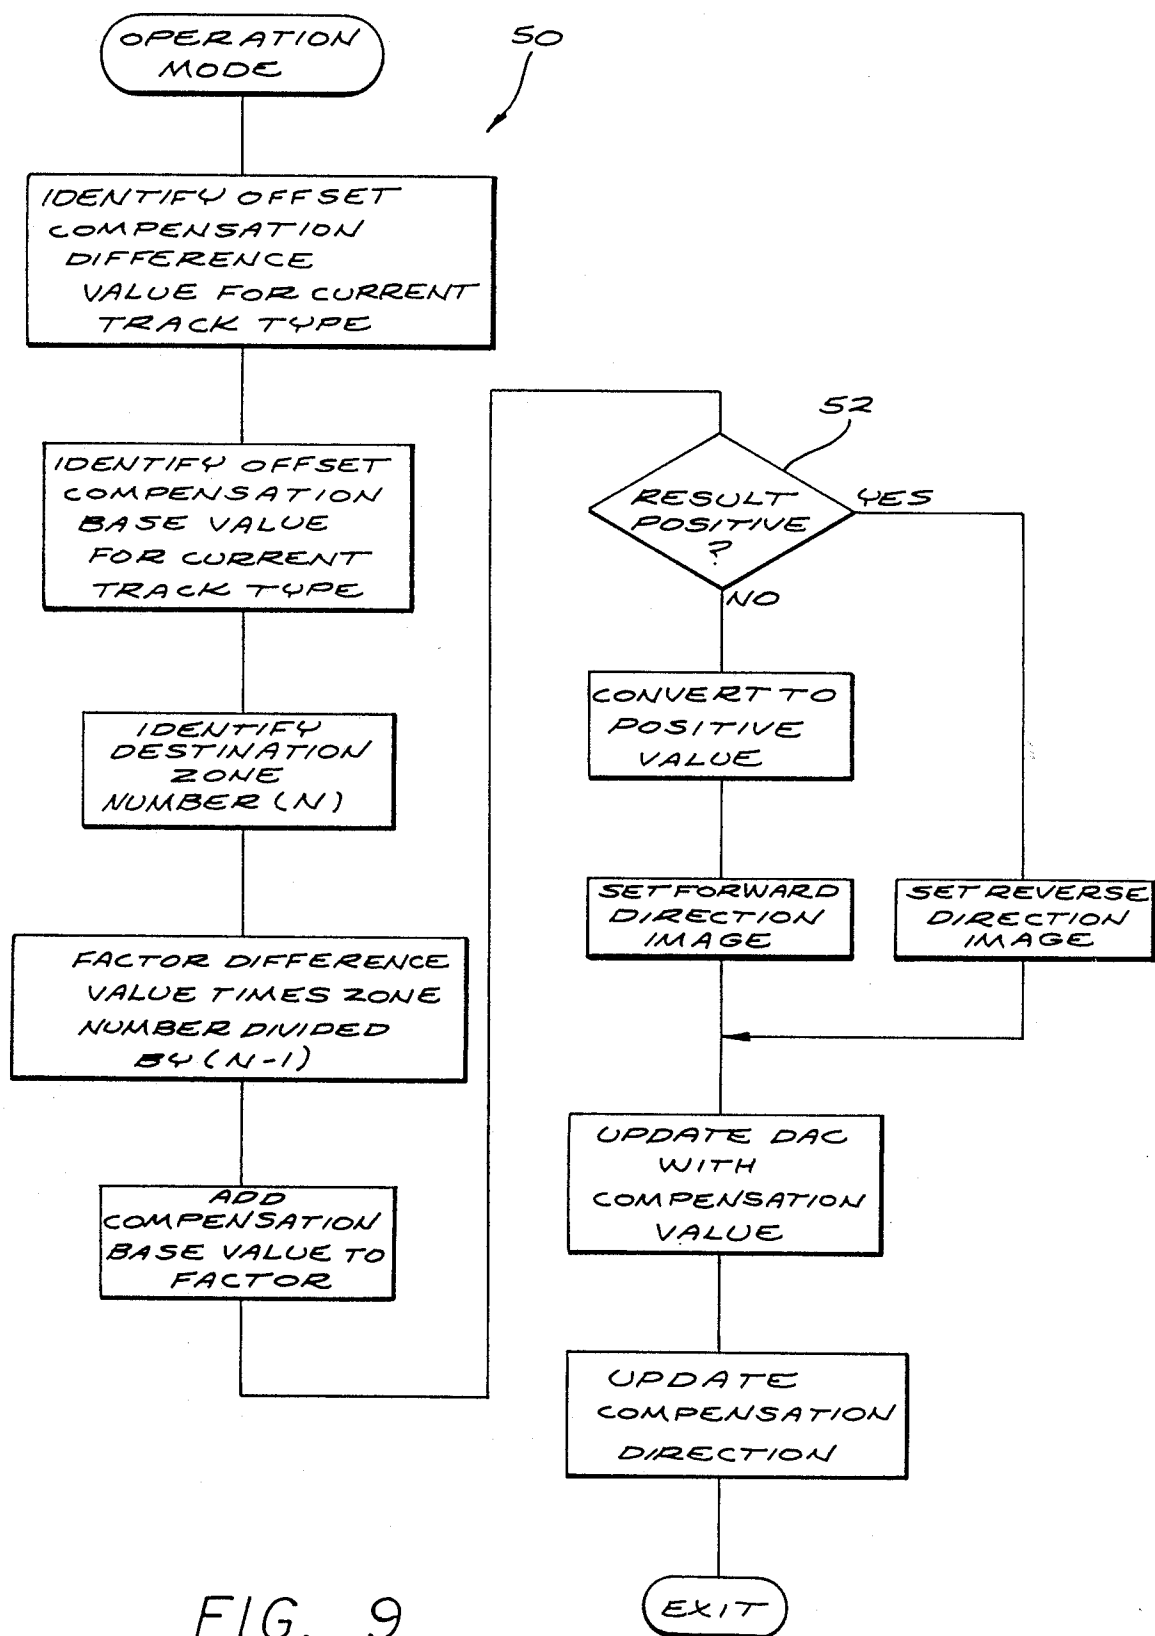 OPERATION
MODE
50
IDENTIFY OFFSET
COMPENSATION
DIFFERENCE
VALUE FOR CURRENT
TRACK TYPE
IDENTIFY OFFSET
COMPENSATION
BASE VALUE
FOR CURRENT
TRACK TYPE
IDENTIFY
DESTINATION
ZONE
NUMBER (N)
FACTOR DIFFERENCE
VALUE TIMES ZONE
NUMBER DIVIDED
BY (N-1)
ADD
COMPENSATION
BASE VALUE TO
FACTOR
52
RESULT
POSITIVE
?
YES
NO
CONVERT TO
POSITIVE
VALUE
SET FORWARD
DIRECTION
IMAGE
SET REVERSE
DIRECTION
IMAGE
UPDATE DAC
WITH
COMPENSATION
VALUE
UPDATE
COMPENSATION
DIRECTION
EXIT
FIG. 9